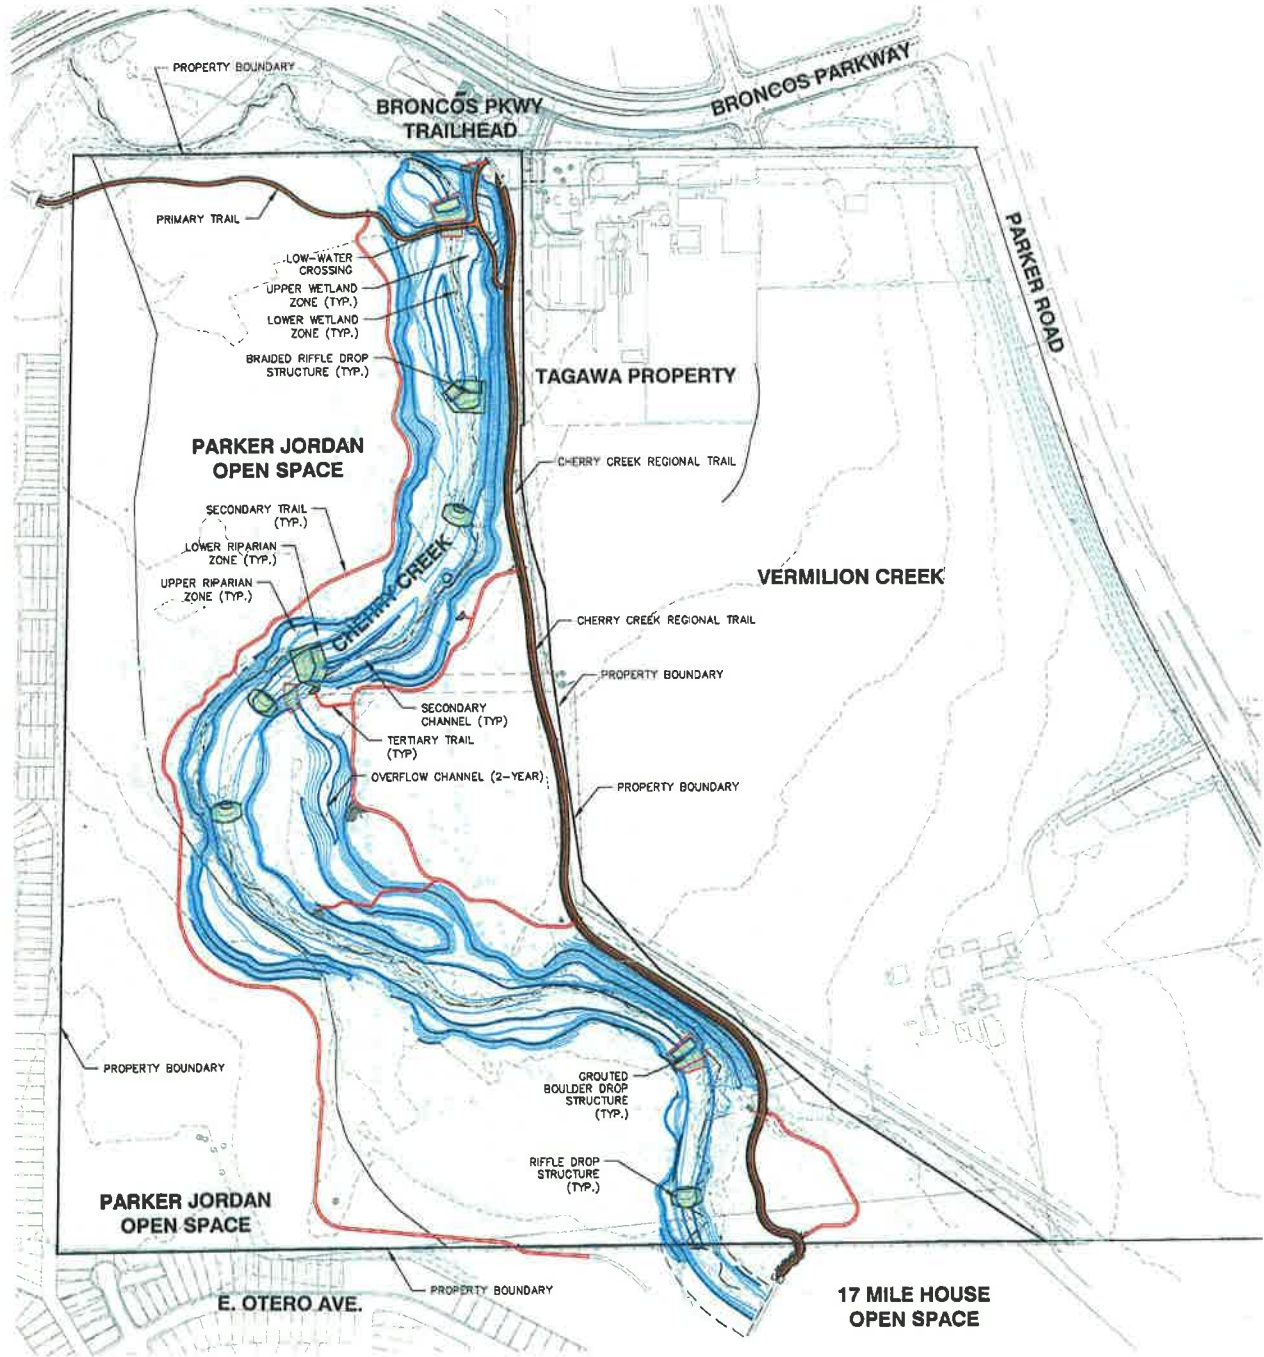 PROPERTY BOUNDARY
BRONCOS PKWY
TRAILHEAD
BRONCOS PARKWAY
PRIMARY TRAIL
PARKER ROAD
LOW-WATER
CROSSING
UPPER WETLAND
ZONE (TYP.)
LOWER WETLAND
ZONE (TYP.)
BRAIDED RIFFLE DROP
STRUCTURE (TYP.)
TAGAWA PROPERTY
PARKER JORDAN
OPEN SPACE
CHERRY CREEK REGIONAL TRAIL
SECONDARY TRAIL
(TYP.)
LOWER RIPARIAN
ZONE (TYP.)
UPPER RIPARIAN
ZONE (TYP.)
CHERRY CREEK
VERMILION CREEK
CHERRY CREEK REGIONAL TRAIL
PROPERTY BOUNDARY
SECONDARY
CHANNEL (TYP)
TERTIARY TRAIL
(TYP)
OVERFLOW CHANNEL (2-YEAR)
PROPERTY BOUNDARY
PROPERTY BOUNDARY
GROUTED
BOULDER DROP
STRUCTURE
(TYP.)
RIFFLE DROP
STRUCTURE
(TYP.)
PARKER JORDAN
OPEN SPACE
PROPERTY BOUNDARY
E. OTERO AVE.
17 MILE HOUSE
OPEN SPACE